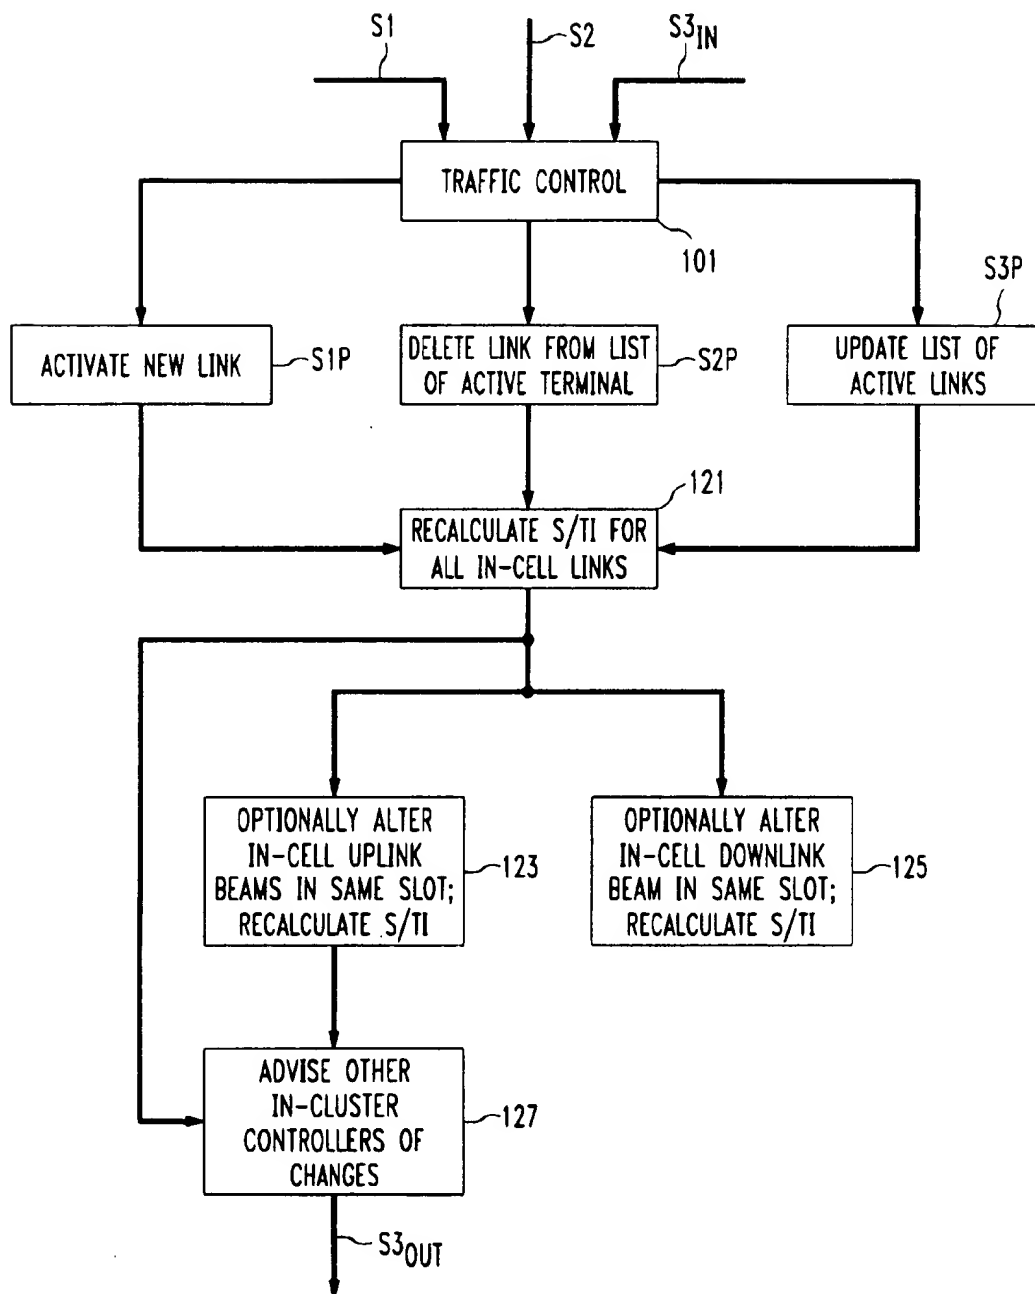 S1
S2
S3IN
TRAFFIC CONTROL
101
S3P
ACTIVATE NEW LINK
S1P
DELETE LINK FROM LIST
OF ACTIVE TERMINAL
S2P
UPDATE LIST OF
ACTIVE LINKS
121
RECALCULATE S/TI FOR
ALL IN-CELL LINKS
OPTIONALLY ALTER
IN-CELL UPLINK
BEAMS IN SAME SLOT;
RECALCULATE S/TI
123
OPTIONALLY ALTER
IN-CELL DOWNLINK
BEAM IN SAME SLOT;
RECALCULATE S/TI
125
ADVISE OTHER
IN-CLUSTER
CONTROLLERS OF
CHANGES
127
S3OUT